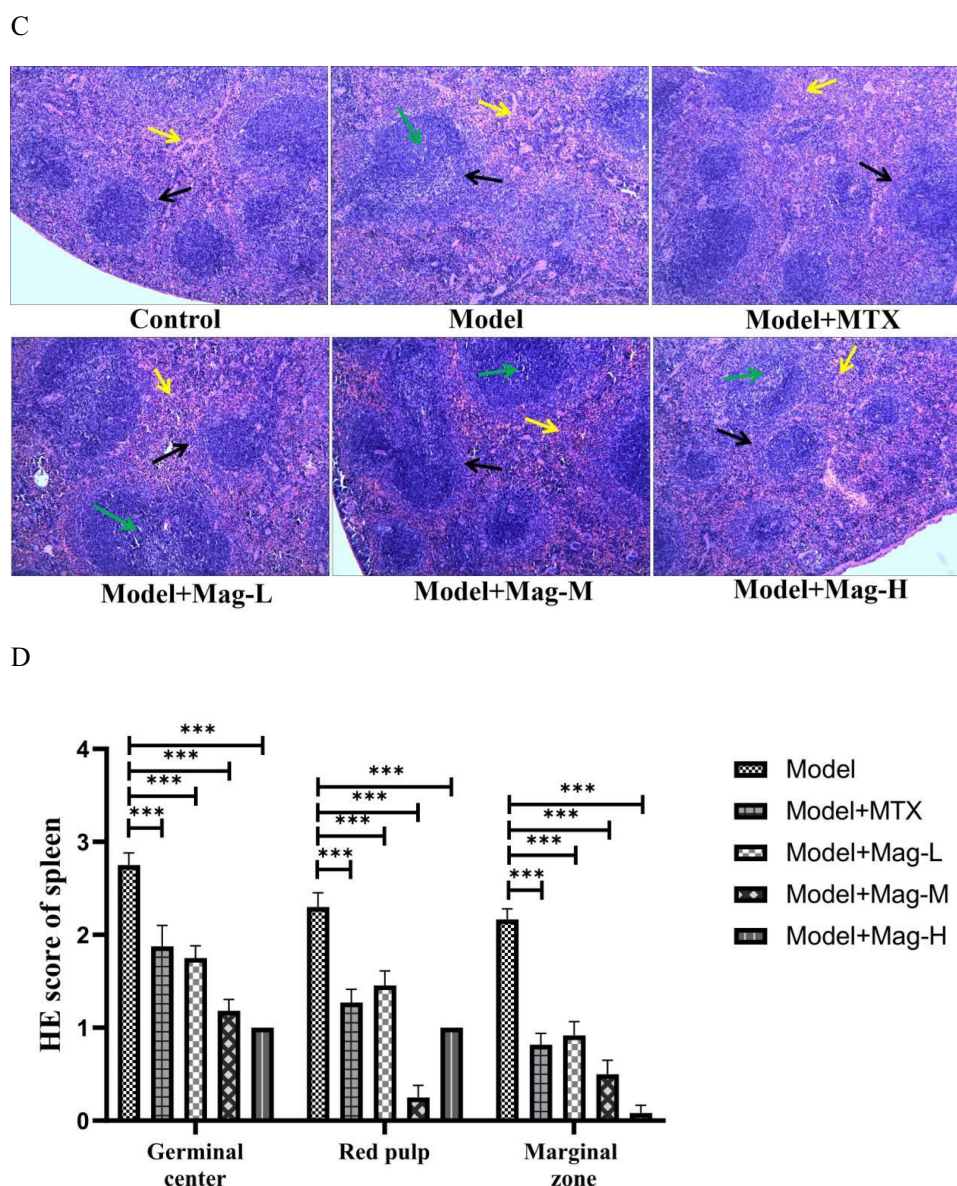 C
Control
Model
Model+MTX
Model+Mag-L
Model+Mag-M
Model+Mag-H
D
HE score of spleen
4
3
2
1
0
***
***
***
***
***
***
***
***
***
***
***
***
Germinal
center
Red pulp
Marginal
zone
Model
Model+MTX
Model+Mag-L
Model+Mag-M
Model+Mag-H